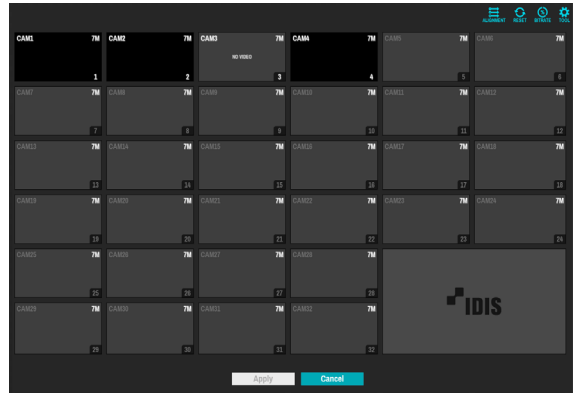 ALIGNMENT RESET BITRATE TOOL
CAM1 7M CAM2 7M CAM3 7M CAM4 7M CAM5 7M CAM6 7M
NO VIDEO
1 2 3 4 5 6
CAM7 7M CAM8 7M CAM9 7M CAM10 7M CAM11 7M CAM12 7M
7 8 9 10 11 12
CAM13 7M CAM14 7M CAM15 7M CAM16 7M CAM17 7M CAM18 7M
13 14 15 16 17 18
CAM19 7M CAM20 7M CAM21 7M CAM22 7M CAM23 7M CAM24 7M
19 20 21 22 23 24
CAM25 7M CAM26 7M CAM27 7M CAM28 7M
25 26 27 28
IDIS
CAM29 7M CAM30 7M CAM31 7M CAM32 7M
29 30 31 32
Apply Cancel